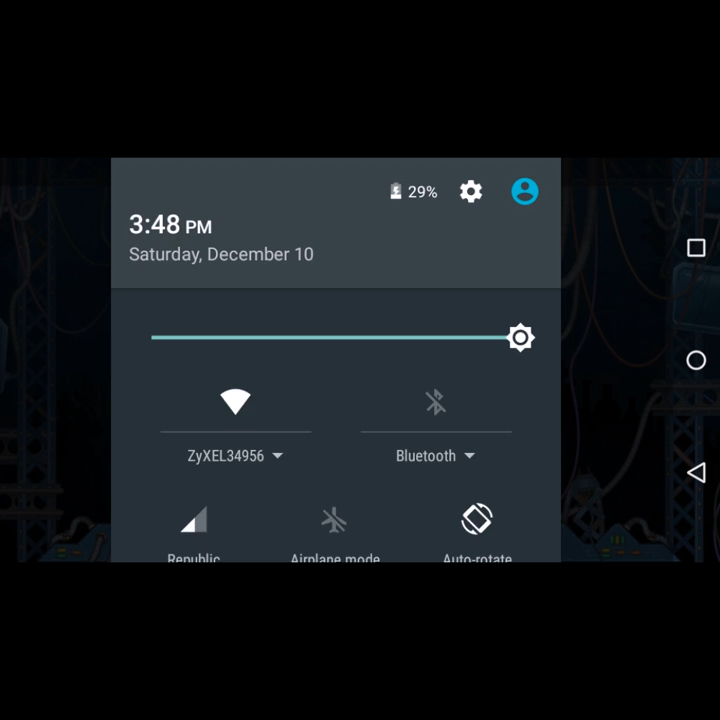 29%
3:48 PM
Saturday, December 10
ZyXEL34956
Bluetooth
Republic
Airplane mode
Auto-rotate